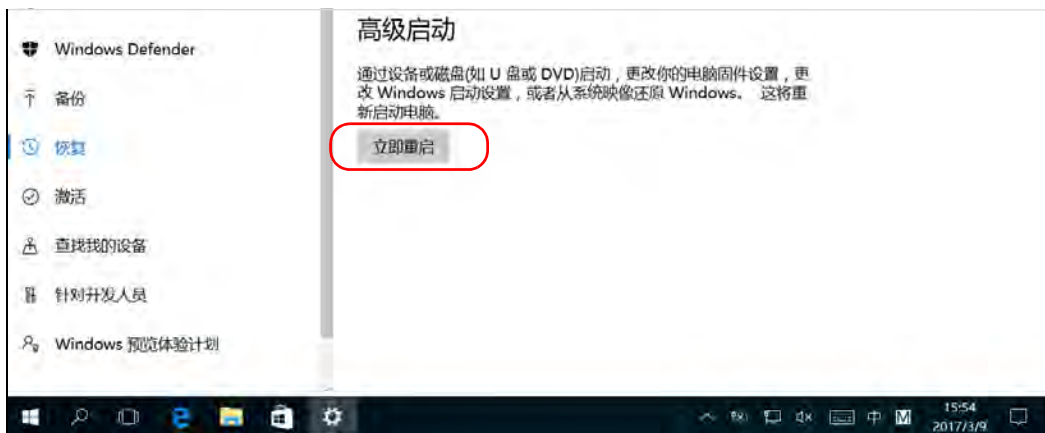 高级启动
Windows Defender
通过设备或磁盘(如 U 盘或 DVD)启动，更改你的电脑固件设置，更
改 Windows 启动设置，或者从系统映像还原 Windows。 这将重
新启动电脑。
备份
立即重启
恢复
激活
查找我的设备
针对开发人员
Windows 预览体验计划
中
M
15:54
2017/3/9